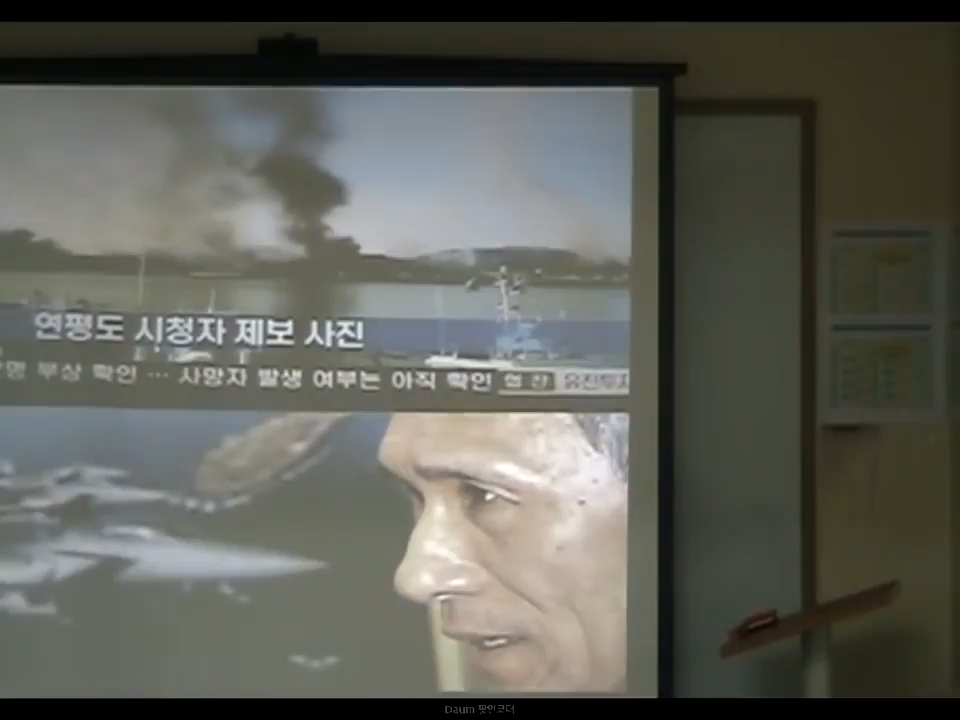 연평도 시청자 제보 사진
명 부상 확인 … 사망자 발생 여부는 아직 확인
Daum 팟인코더